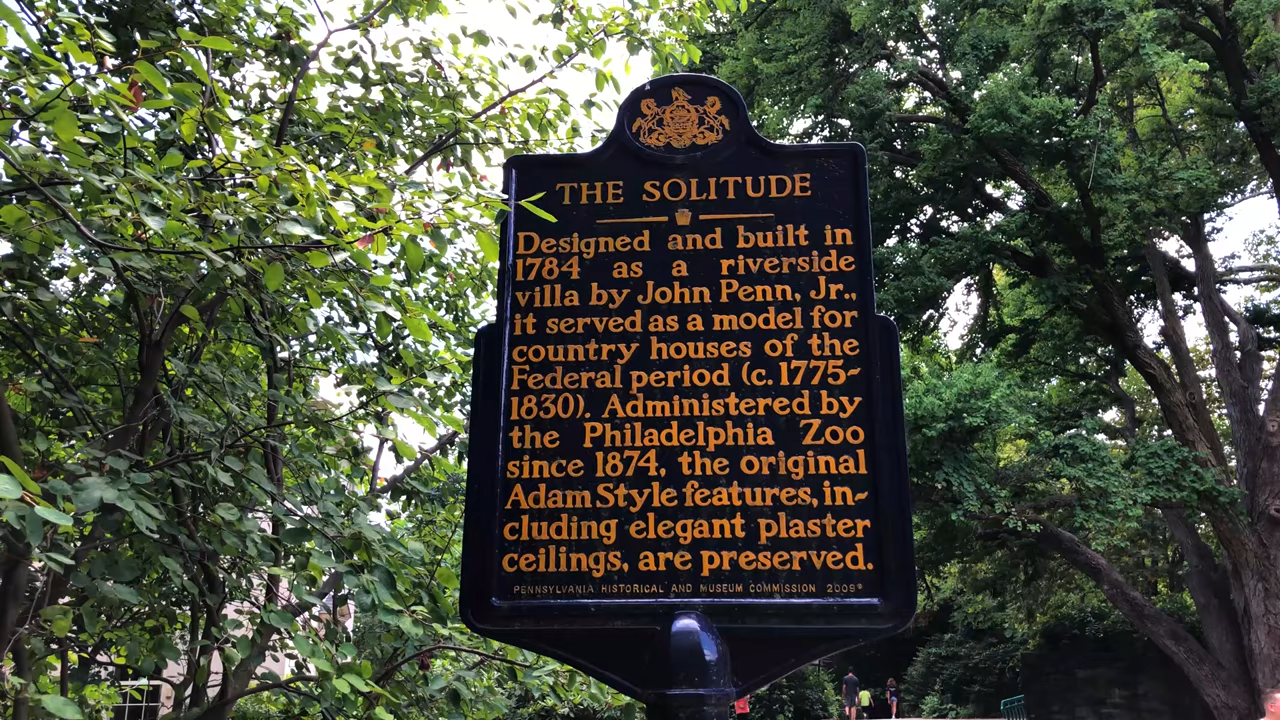 THE SOLITUDE
Designed and built in
1784 as a riverside
villa by John Penn, Jr.,
it served as a model for
country houses of the
Federal period (c. 1775-
1830). Administered by
the Philadelphia Zoo
since 1874, the original
Adam Style features, in-
cluding elegant plaster
ceilings, are preserved.
PENNSYLVANIA HISTORICAL AND MUSEUM COMMISSION 2009®